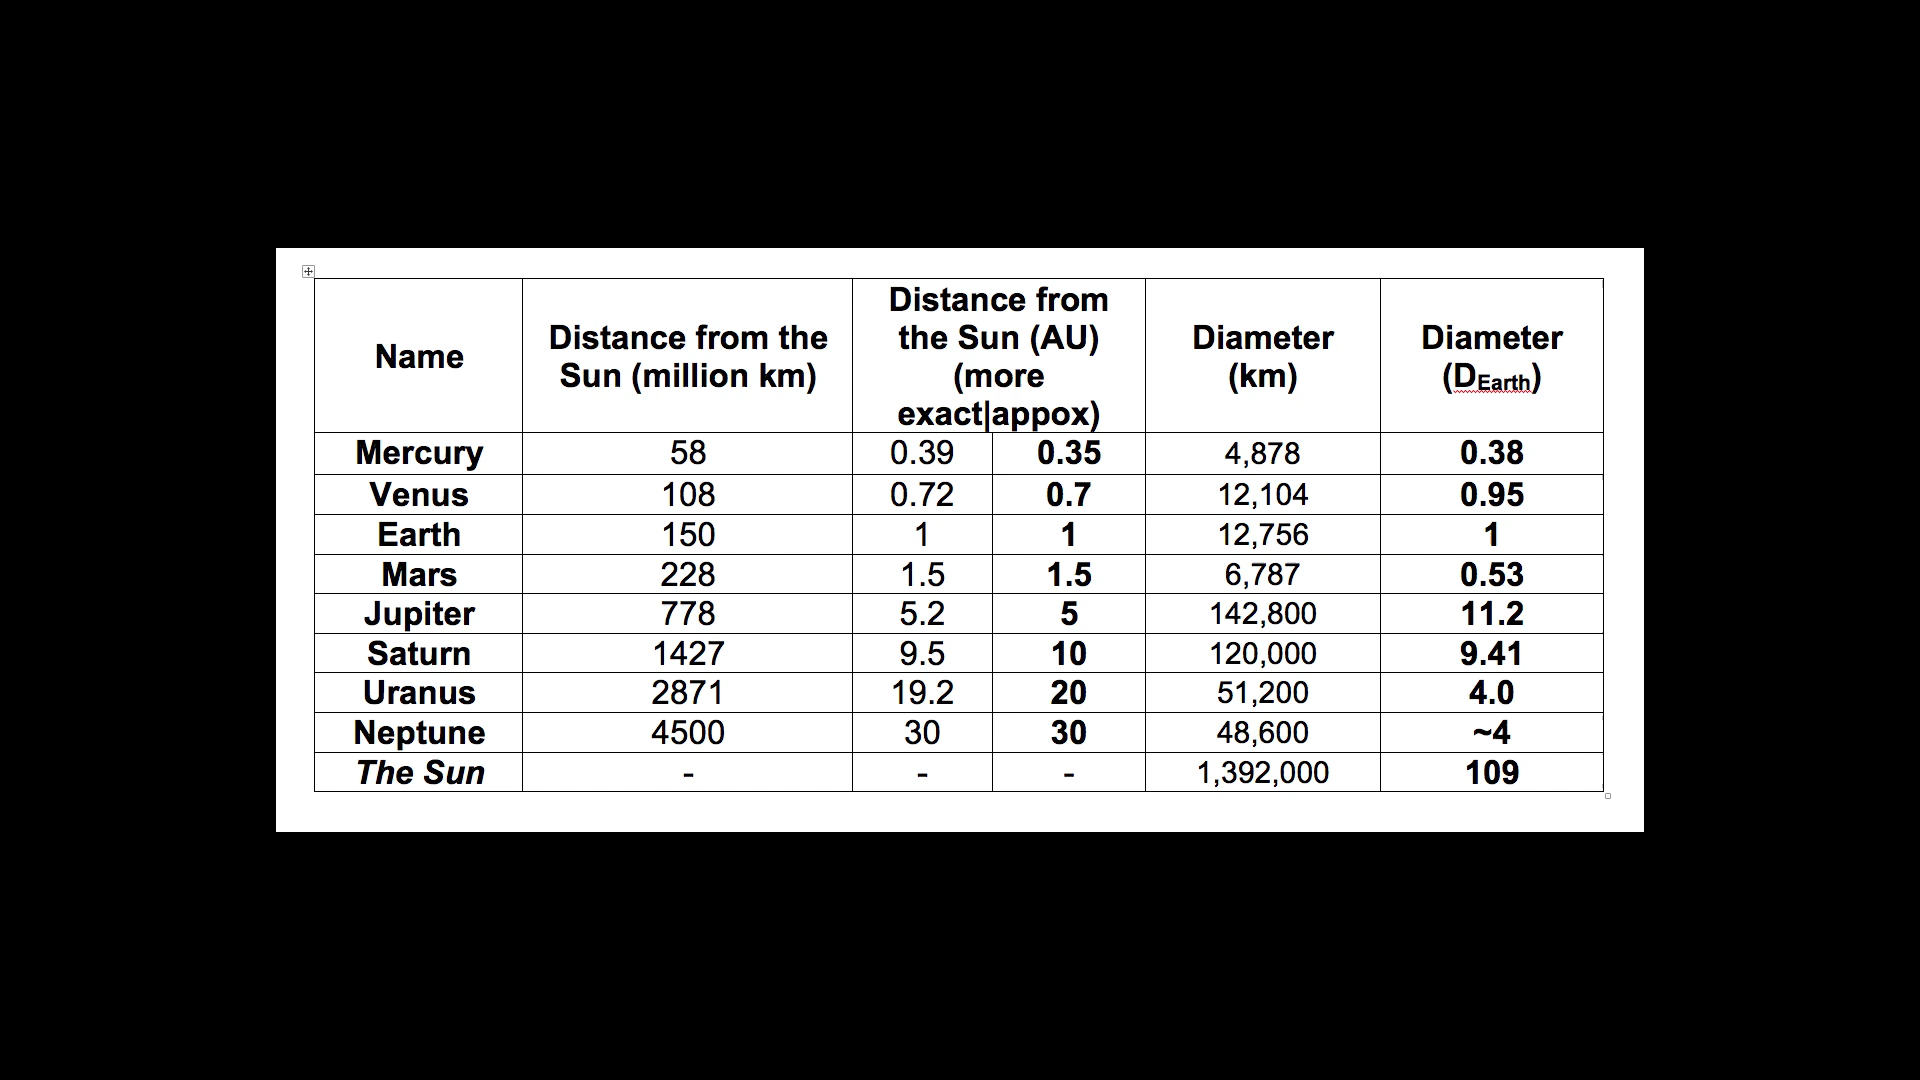 Name
Distance from the
Sun (million km)
Distance from
the Sun (AU)
(more
exact|appox)
Diameter
(km)
Diameter
(DEarth)
Mercury 58 0.39 0.35 4,878 0.38
Venus 108 0.72 0.7 12,104 0.95
Earth 150 1 1 12,756 1
Mars 228 1.5 1.5 6,787 0.53
Jupiter 778 5.2 5 142,800 11.2
Saturn 1427 9.5 10 120,000 9.41
Uranus 2871 19.2 20 51,200 4.0
Neptune 4500 30 30 48,600 ~4
The Sun - - - 1,392,000 109